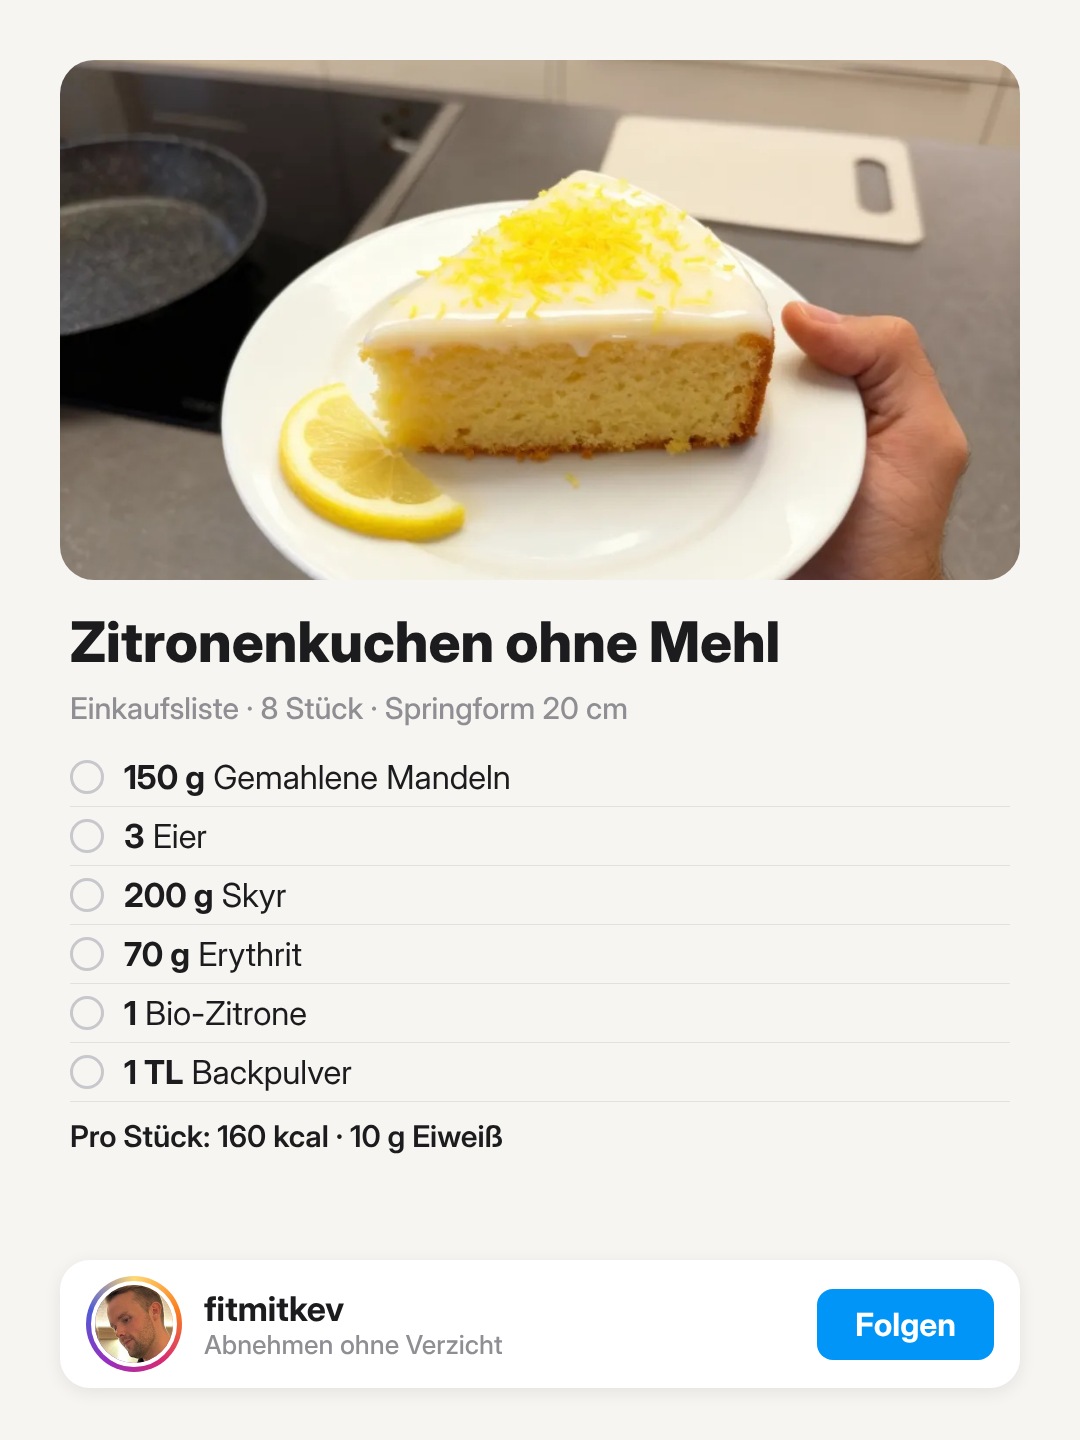 Zitronenkuchen ohne Mehl
Einkaufsliste · 8 Stück · Springform 20 cm
150 g Gemahlene Mandeln
3 Eier
200 g Skyr
70 g Erythrit
1 Bio-Zitrone
1 TL Backpulver
Pro Stück: 160 kcal · 10 g Eiweiß
fitmitkev
Abnehmen ohne Verzicht
Folgen